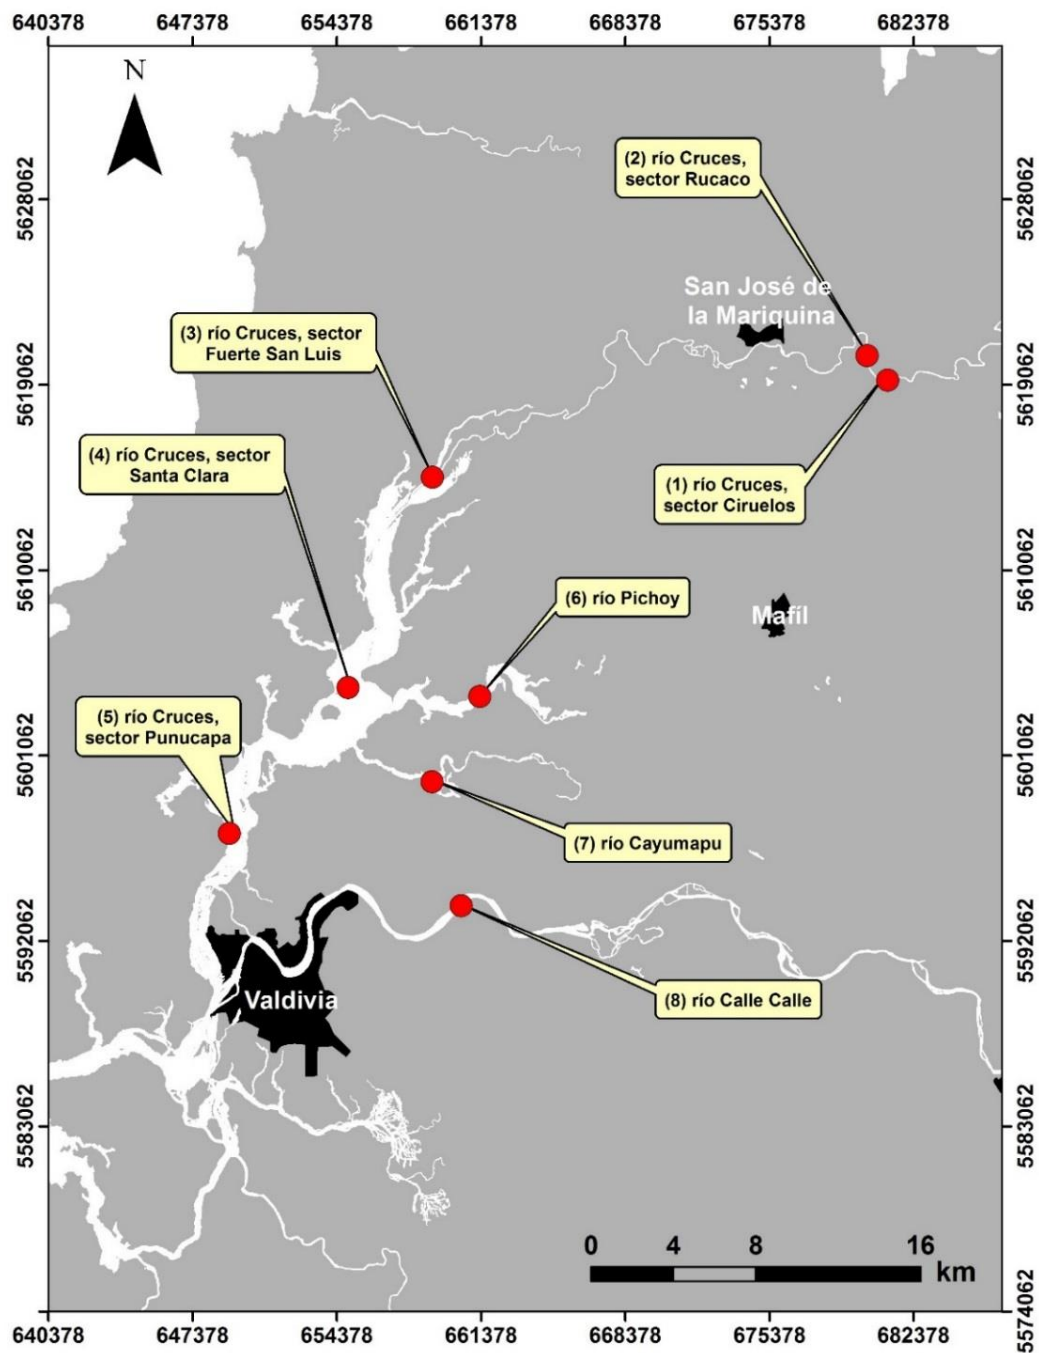 640378 647378 654378 661378 668378 675378 682378
N
(2) río Cruces,
sector Rucaco
5628062
5628062
San José de
la Mariquina
(3) río Cruces, sector
Fuerte San Luis
5619062
5619062
(4) río Cruces, sector
Santa Clara
(1) río Cruces,
sector Ciruelos
5610062
5610062
(6) río Pichoy
Mafíl
(5) río Cruces,
sector Punucapa
5601062
5601062
(7) río Cayumapu
5592062
5592062
Valdivia
(8) río Calle Calle
5583062
5583062
0 4 8 16
km
5574062
640378 647378 654378 661378 668378 675378 682378